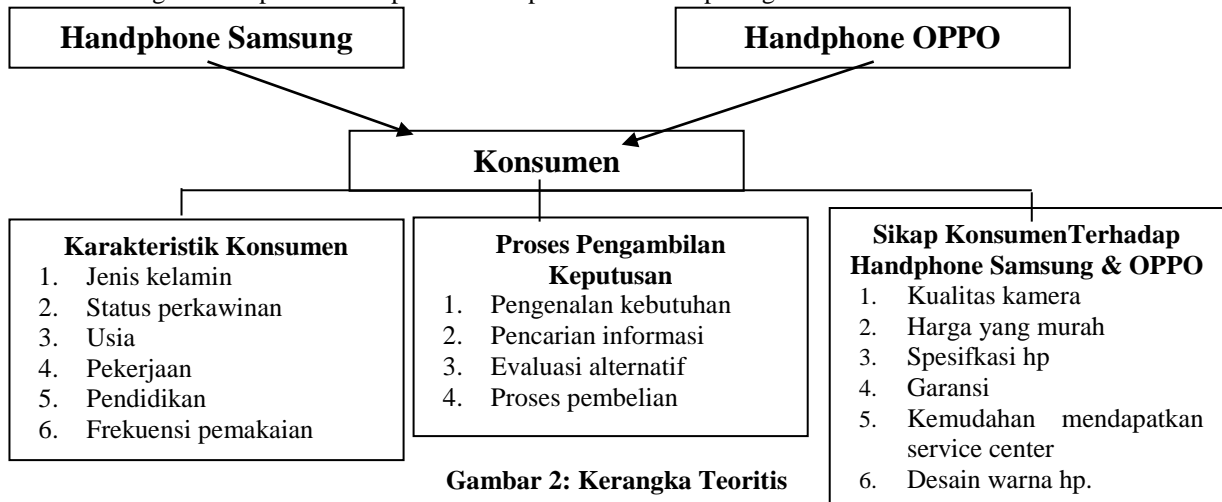 Handphone Samsung
Handphone OPPO
Konsumen
Karakteristik Konsumen
1. Jenis kelamin
2. Status perkawinan
3. Usia
4. Pekerjaan
5. Pendidikan
6. Frekuensi pemakaian
Proses Pengambilan
Keputusan
1. Pengenalan kebutuhan
2. Pencarian informasi
3. Evaluasi alternatif
4. Proses pembelian
Sikap KonsumenTerhadap
Handphone Samsung & OPPO
1. Kualitas kamera
2. Harga yang murah
3. Spesifkasi hp
4. Garansi
5. Kemudahan mendapatkan
service center
6. Desain warna hp.
Gambar 2: Kerangka Teoritis